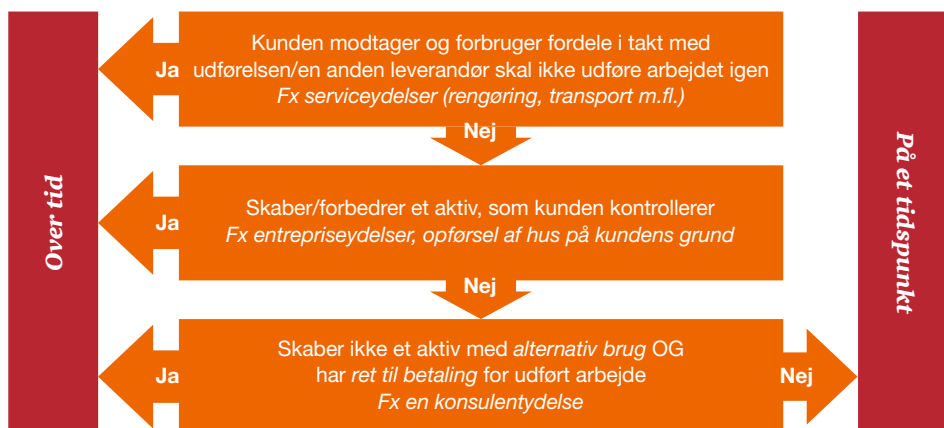 Over tid
Ja
Kunden modtager og forbruger fordele i takt med
udførelsen/en anden leverandør skal ikke udføre arbejdet igen
Fx serviceydelser (rengøring, transport m.fl.)
Nej
Ja
Skaber/forbedrer et aktiv, som kunden kontrollerer
Fx entrepriseydelser, opførsel af hus på kundens grund
Nej
Ja
Skaber ikke et aktiv med alternativ brug OG
har ret til betaling for udført arbejde
Fx en konsulentydelse
Nej
På et tidspunkt